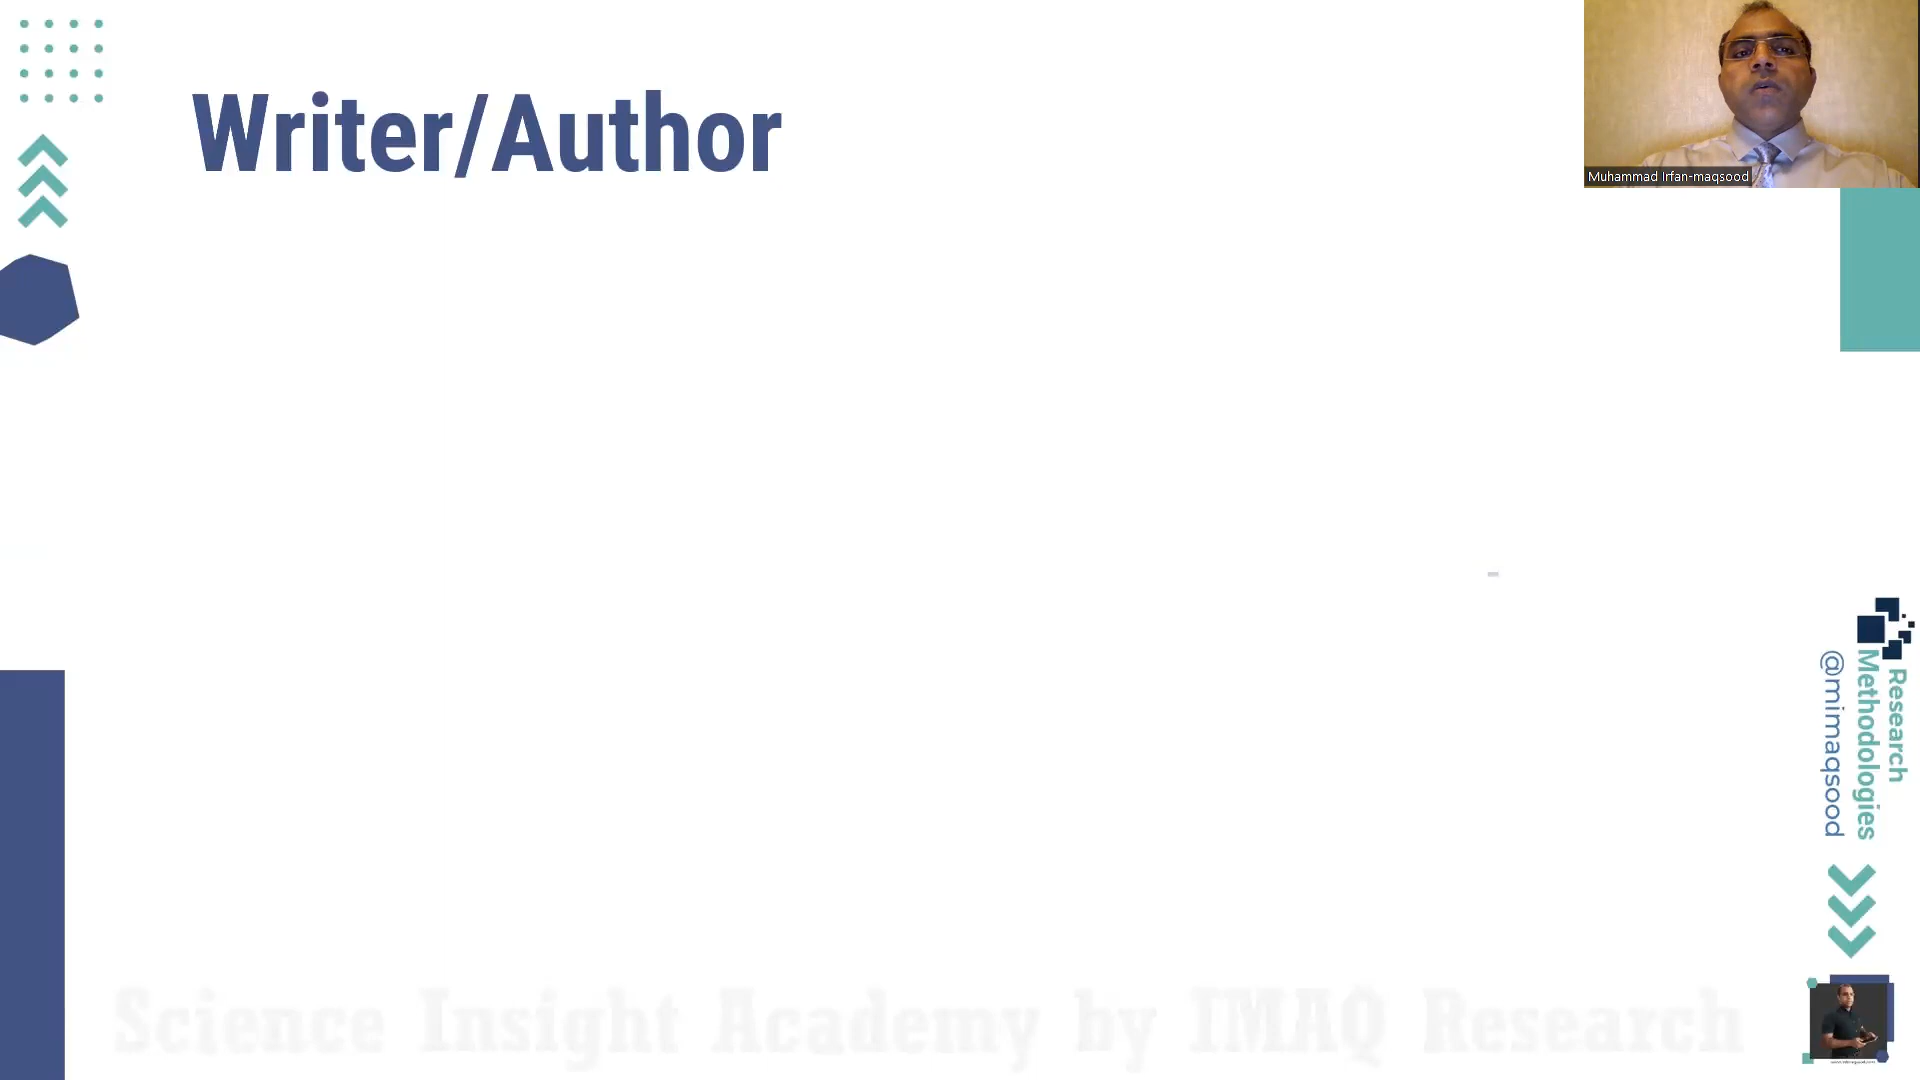 Writer/Author
Muhammad Irfan-maqsood
Research
Methodologies
@mimaqsood
Science Insight Academy by IMAQ Research